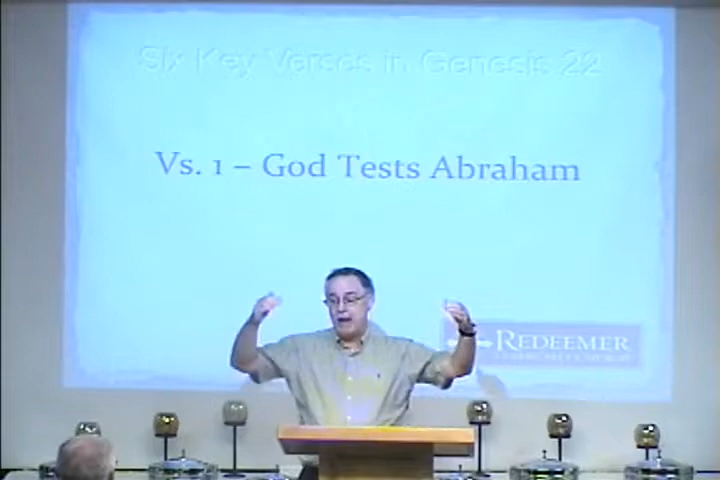 Six Key Verses in Genesis 22
Vs. 1 – God Tests Abraham
REDEEMER